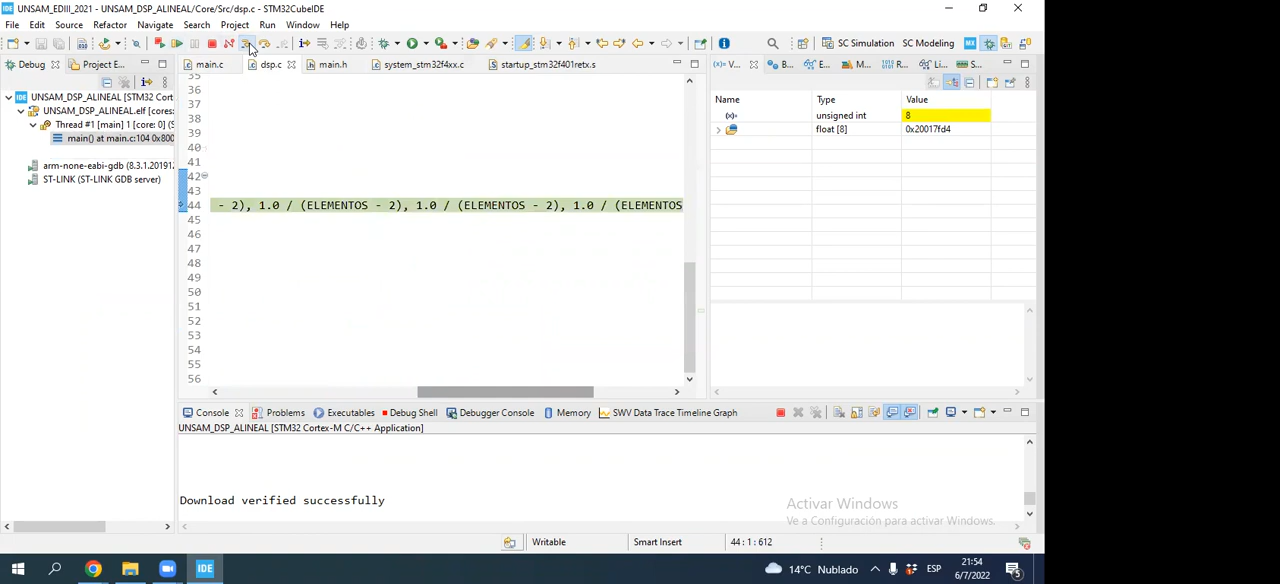 UNSAM_EDIII_2021 - UNSAM_DSP_ALINEAL/Core/Src/dsp.c - STM32CubeIDE
File Edit Source Refactor Navigate Search Project Run Window Help
SC Simulation SC Modeling
Debug Project E...
main.c dsp.c main.h system_stm32f4xx.c startup_stm32f401retx.s
V... B... E... M... R... Li... S...
UNSAM_DSP_ALINEAL [STM32 Cort
UNSAM_DSP_ALINEAL.elf [cores:
Thread #1 [main] 1 [core: 0] (S
main() at main.c:104 0x800
arm-none-eabi-gdb (8.3.1.201912
ST-LINK (ST-LINK GDB server)
35
36
37
38
39
40
41
42
43
44 - 2), 1.0 / (ELEMENTOS - 2), 1.0 / (ELEMENTOS - 2), 1.0 / (ELEMENTOS
45
46
47
48
49
50
51
52
53
54
55
56
Name Type Value
unsigned int 8
float [8] 0x20017fd4
Console Problems Executables Debug Shell Debugger Console Memory SWV Data Trace Timeline Graph
UNSAM_DSP_ALINEAL [STM32 Cortex-M C/C++ Application]
Download verified successfully
Activar Windows
Ve a Configuración para activar Windows.
Writable Smart Insert 44 : 1 : 612
IDE 14°C Nublado ESP 21:54
6/7/2022 5